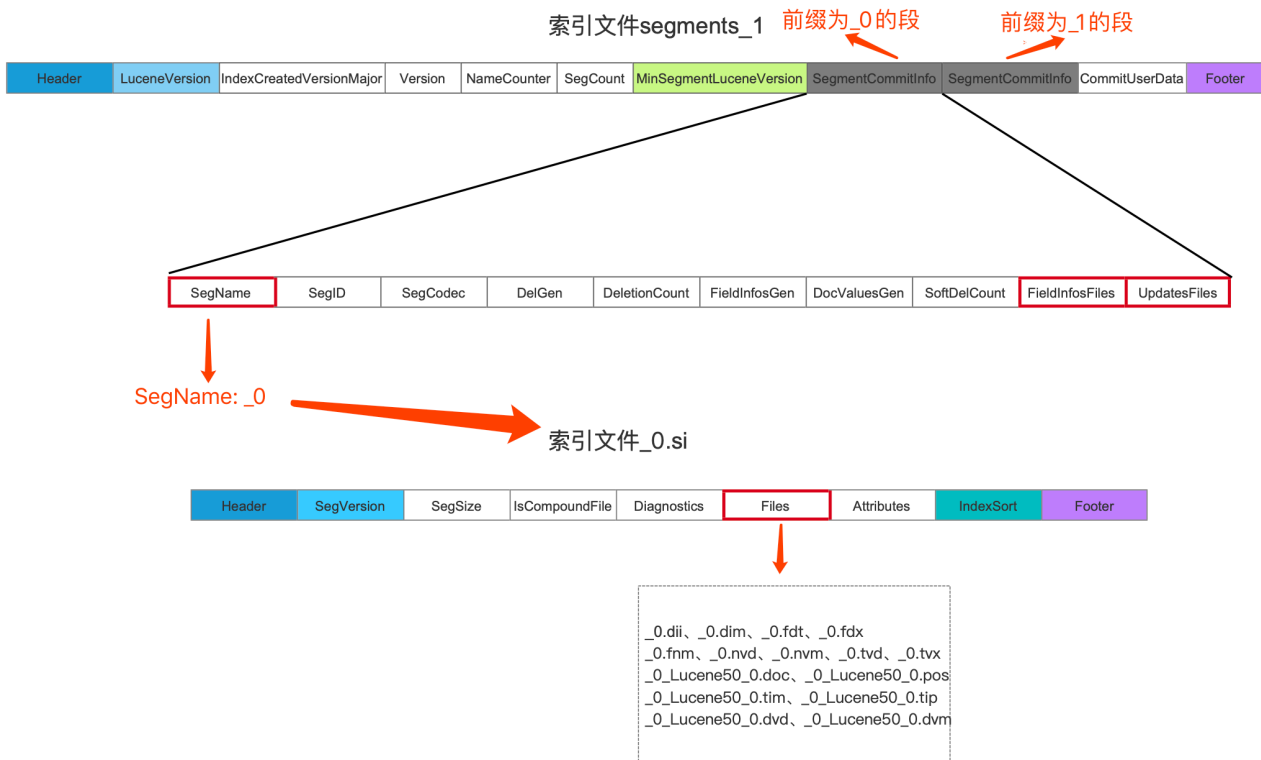 索引文件segments_1
前缀为_0的段
前缀为_1的段
Header LuceneVersion IndexCreatedVersionMajor Version NameCounter SegCount MinSegmentLuceneVersion SegmentCommitInfo SegmentCommitInfo CommitUserData Footer
SegName SegID SegCodec DelGen DeletionCount FieldInfosGen DocValuesGen SoftDelCount FieldInfosFiles UpdatesFiles
SegName: _0
索引文件_0.si
Header SegVersion SegSize IsCompoundFile Diagnostics Files Attributes IndexSort Footer
_0.dii、_0.dim、_0.fdt、_0.fdx
_0.fnm、_0.nvd、_0.nvm、_0.tvd、_0.tvx
_0_Lucene50_0.doc、_0_Lucene50_0.pos
_0_Lucene50_0.tim、_0_Lucene50_0.tip
_0_Lucene50_0.dvd、_0_Lucene50_0.dvm